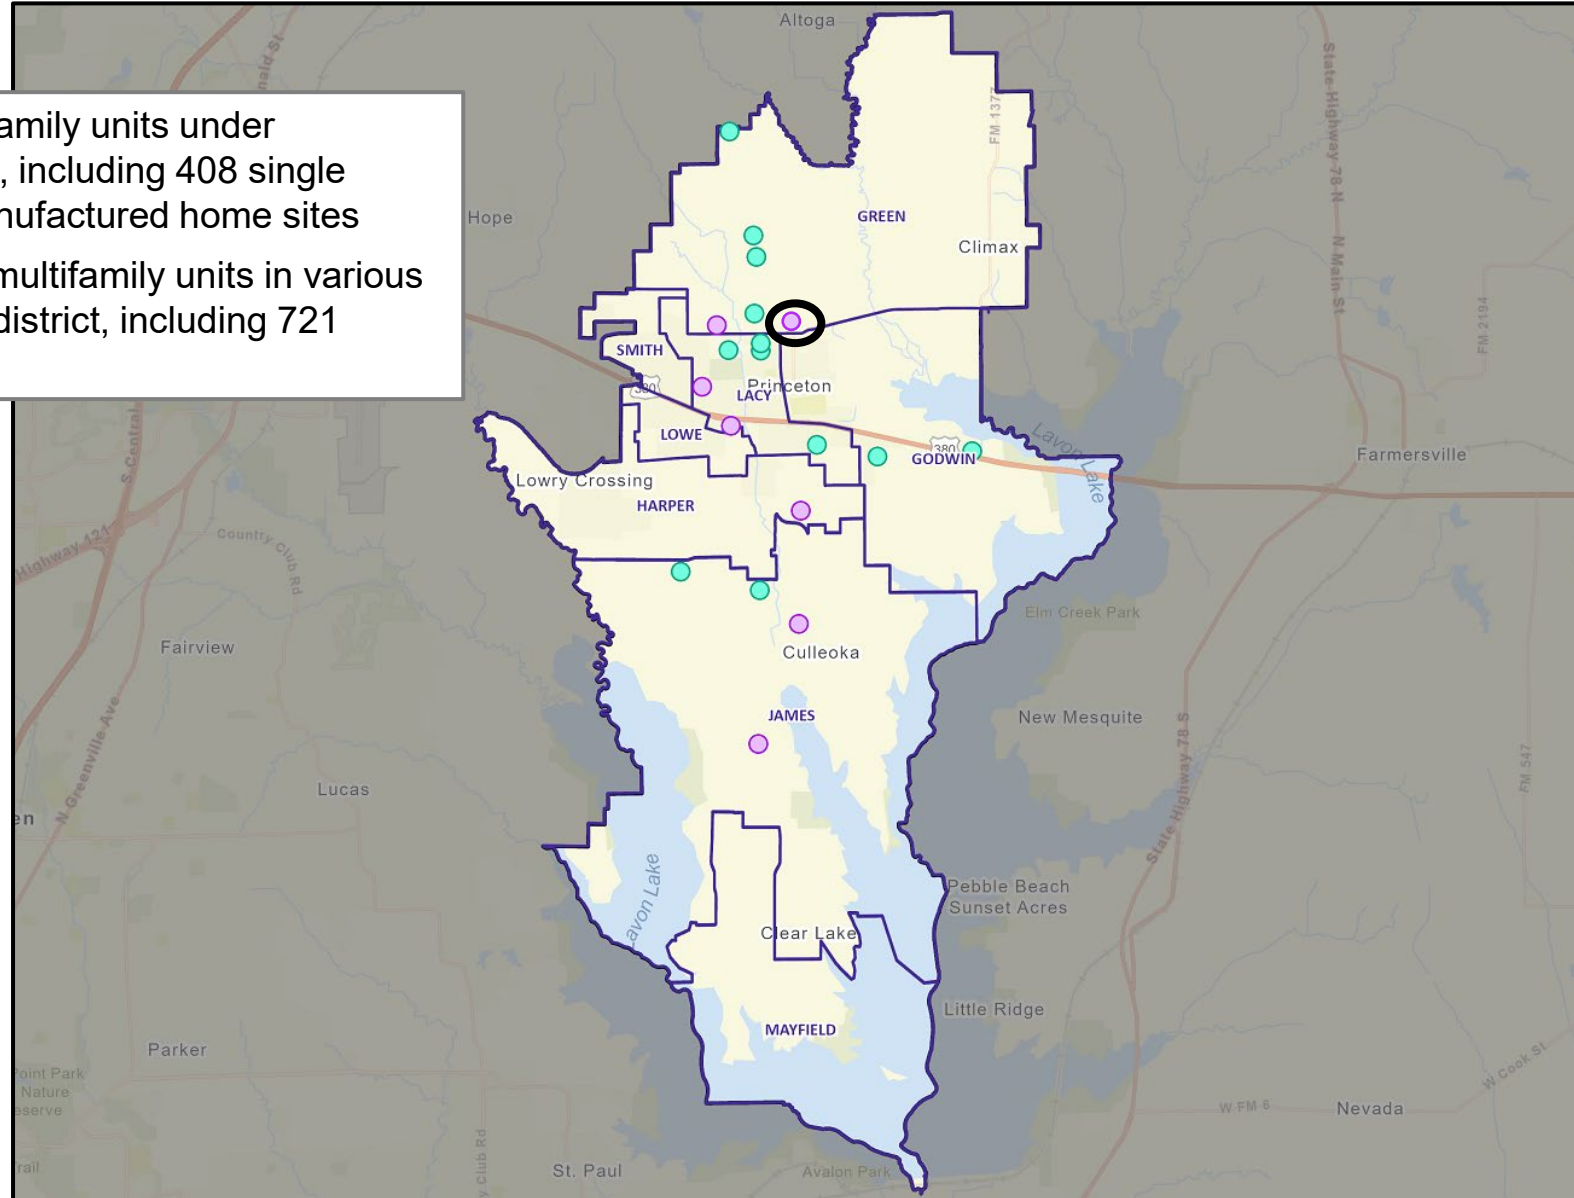 Altoga
amily units under
, including 408 single
nufactured home sites
multifamily units in various
district, including 721
State Highway 78 N
FM 1377
Hope
GREEN
Climax
N Main St
FM 2194
SMITH
380
Princeton
LACY
LOWE
380
GODWIN
Lavon Lake
Farmersville
S Central
Lowry Crossing
HARPER
Highway 121
Country Club Rd
Elm Creek Park
Fairview
Culleoka
JAMES
New Mesquite
N Greenville Ave
Lucas
State Highway 78 S
FM 547
en
Lavon Lake
Pebble Beach
Sunset Acres
Clear Lake
Little Ridge
MAYFIELD
Parker
Point Park
Nature
eserve
W Cook St
W FM 6
Nevada
y Club Rd
rail
St. Paul
Avalon Park